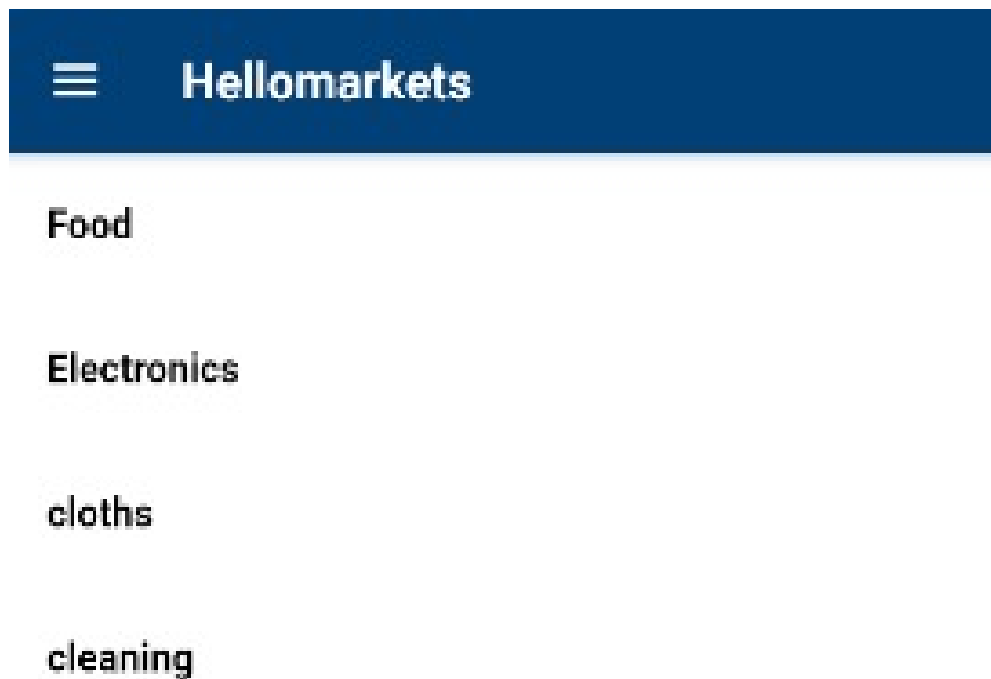 Hellomarkets
Food
Electronics
cloths
cleaning